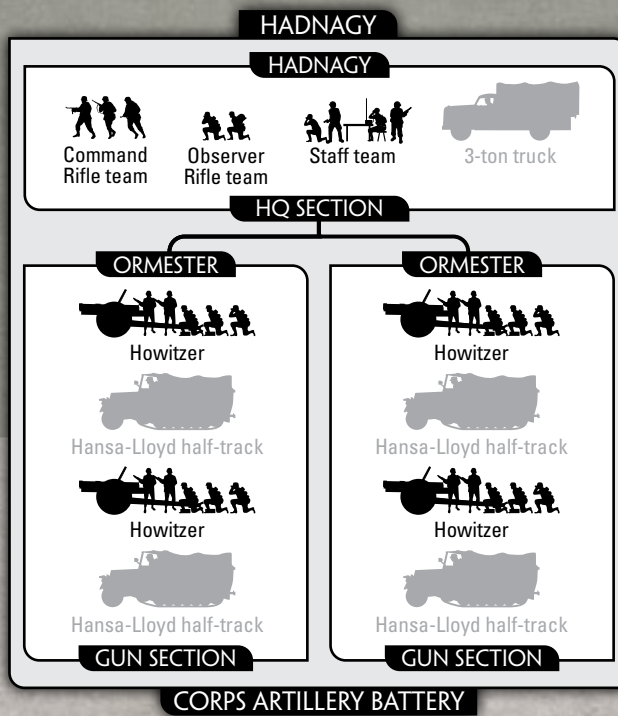 HADNAGY
HADNAGY
Command
Rifle team
Observer
Rifle team
Staff team
3-ton truck
HQ SECTION
ORMESTER
Howitzer
Hansa-Lloyd half-track
Howitzer
Hansa-Lloyd half-track
GUN SECTION
ORMESTER
Howitzer
Hansa-Lloyd half-track
Howitzer
Hansa-Lloyd half-track
GUN SECTION
CORPS ARTILLERY BATTERY